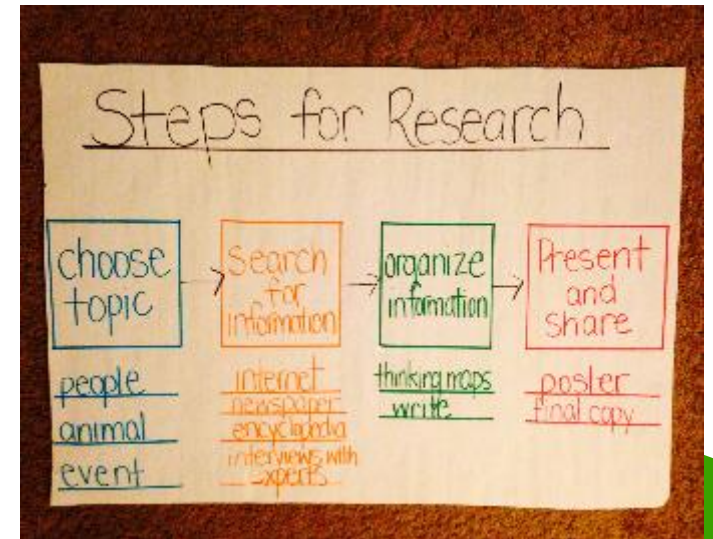 Steps for Research
choose
topic
people
animal
event
Search
for
information
internet
newspaper
encyclopedia
interviews with
experts
organize
information
thinking maps
write
Present
and
share
poster
final copy